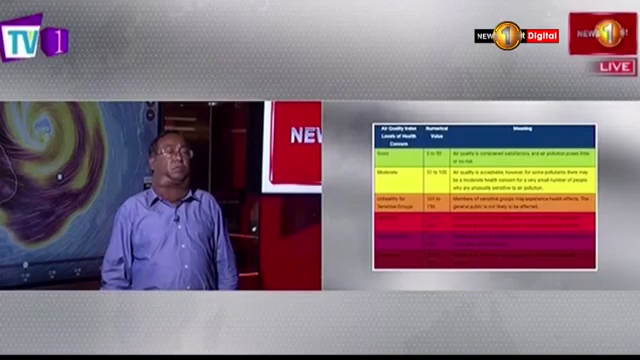 TV 1
NEWS 1st Digital
NEWS 1st
LIVE
NEWS
Air Quality Index
Levels of Health
Concern
Numerical
Value
Meaning
Good
0 to 50
Air quality is considered satisfactory, and air pollution poses little
or no risk.
Moderate
51 to 100
Air quality is acceptable; however, for some pollutants there may
be a moderate health concern for a very small number of people
who are unusually sensitive to air pollution.
Unhealthy for
Sensitive Groups
101 to
150
Members of sensitive groups may experience health effects. The
general public is not likely to be affected.